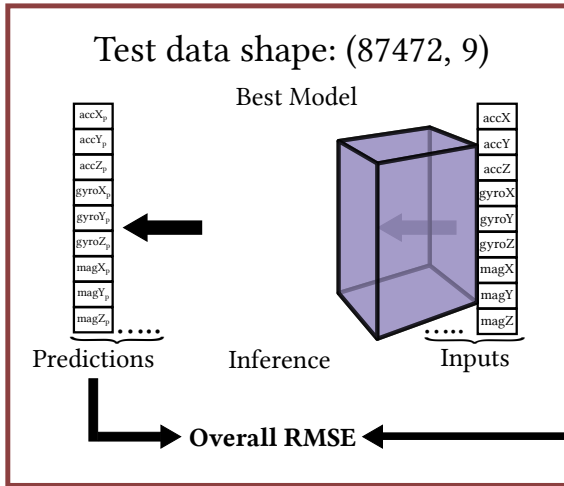 Test data shape: (87472, 9)
Best Model
accXp
accYp
accZp
gyroXp
gyroYp
gyroZp
magXp
magYp
magZp
accX
accY
accZ
gyroX
gyroY
gyroZ
magX
magY
magZ
Predictions
Inference
Inputs
Overall RMSE